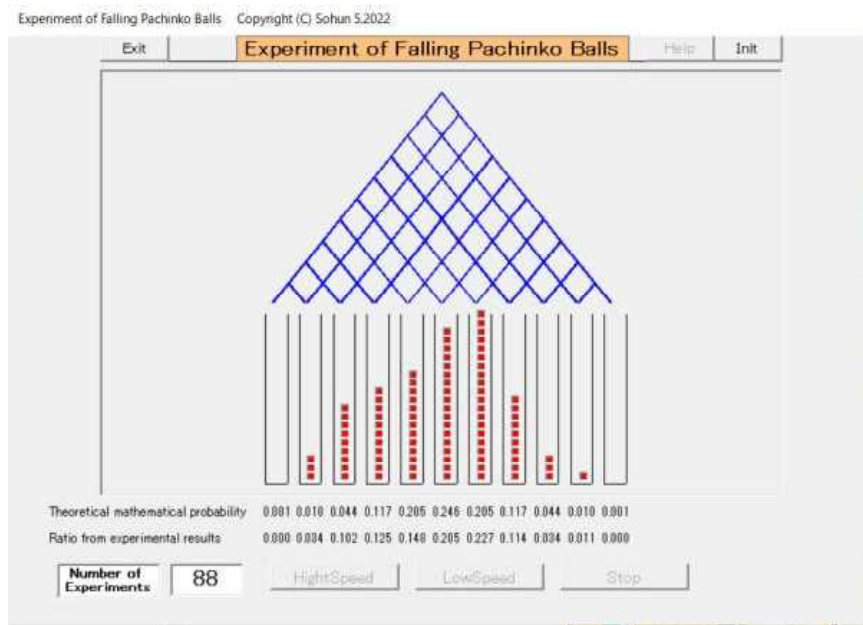 Experiment of Falling Pachinko Balls Copyright (C) Sohun 5.2022
Exit Experiment of Falling Pachinko Balls Help Init
Theoretical mathematical probability 0.001 0.010 0.044 0.117 0.205 0.246 0.205 0.117 0.044 0.010 0.001
Ratio from experimental results 0.000 0.034 0.102 0.125 0.148 0.205 0.227 0.114 0.034 0.011 0.000
Number of
Experiments 88 HightSpeed LowSpeed Stop